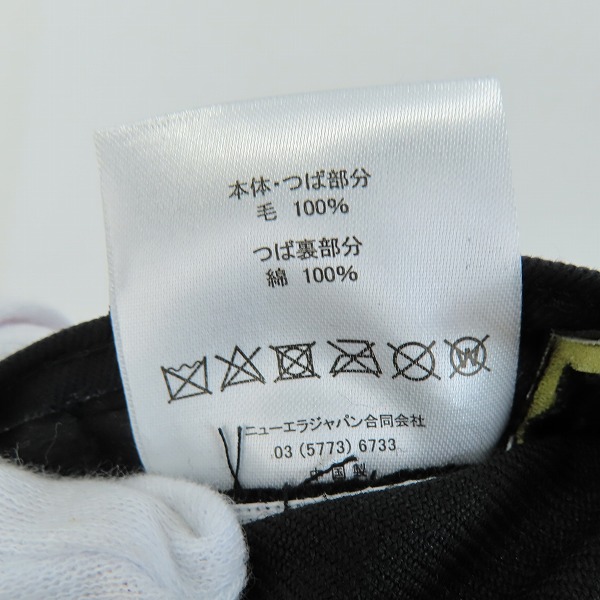 本体・つば部分
毛 100%
つば裏部分
綿 100%
W
ニューエラジャパン合同会社
03 (5773) 6733
中国製